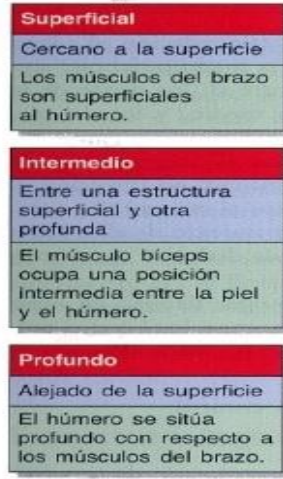 Superficial
Cercano a la superficie
Los músculos del brazo
son superficiales
al húmero.
Intermedio
Entre una estructura
superficial y otra
profunda
El músculo bíceps
ocupa una posición
intermedia entre la piel
y el húmero.
Profundo
Alejado de la superficie
El húmero se sitúa
profundo con respecto a
los músculos del brazo.